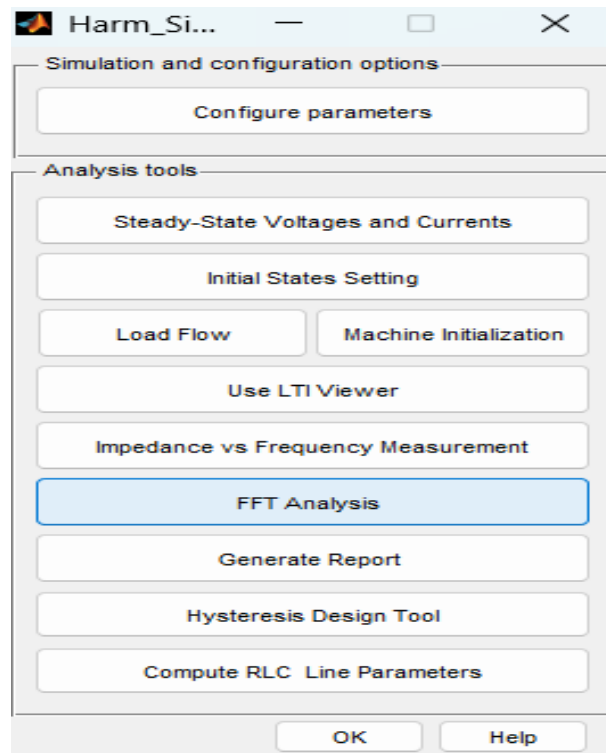 Harm_Si...
Simulation and configuration options
Configure parameters
Analysis tools
Steady-State Voltages and Currents
Initial States Setting
Load Flow Machine Initialization
Use LTI Viewer
Impedance vs Frequency Measurement
FFT Analysis
Generate Report
Hysteresis Design Tool
Compute RLC Line Parameters
OK Help